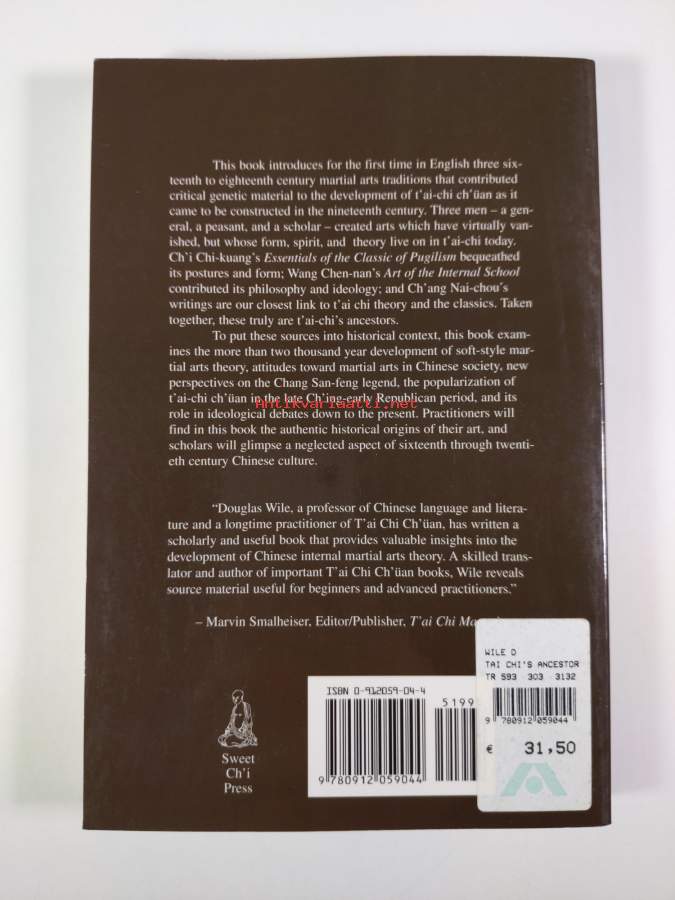 This book introduces for the first time in English three six-
teenth to eighteenth century martial arts traditions that contributed
critical genetic material to the development of t'ai-chi ch'üan as it
came to be constructed in the nineteenth century. Three men – a gen-
eral, a peasant, and a scholar – created arts which have virtually van-
ished, but whose form, spirit, and theory live on in t'ai-chi today.
Ch'i Chi-kuang's Essentials of the Classic of Pugilism bequeathed
its postures and form; Wang Chen-nan's Art of the Internal School
contributed its philosophy and ideology; and Ch'ang Nai-chou's
writings are our closest link to t'ai chi theory and the classics. Taken
together, these truly are t'ai-chi's ancestors.
To put these sources into historical context, this book exam-
ines the more than two thousand year development of soft-style mar-
tial arts theory, attitudes toward martial arts in Chinese society, new
perspectives on the Chang San-feng legend, the popularization of
t'ai-chi ch'üan in the late Ch'ing-early Republican period, and its
Antikvariaatti.net
role in ideological debates down to the present. Practitioners will
find in this book the authentic historical origins of their art, and
scholars will glimpse a neglected aspect of sixteenth through twenti-
eth century Chinese culture.
"Douglas Wile, a professor of Chinese language and litera-
ture and a longtime practitioner of T'ai Chi Ch'üan, has written a
scholarly and useful book that provides valuable insights into the
development of Chinese internal martial arts theory. A skilled trans-
lator and author of important T'ai Chi Ch'üan books, Wile reveals
source material useful for beginners and advanced practitioners."
– Marvin Smalheiser, Editor/Publisher, T'ai Chi
Sweet
Ch'i
Press
ISBN 0-912059-04-4
5199
9 780912 059044
WILE D
TAI CHI'S ANCESTOR
TR 593 303 3132
9 780912 059044
€ 31,50